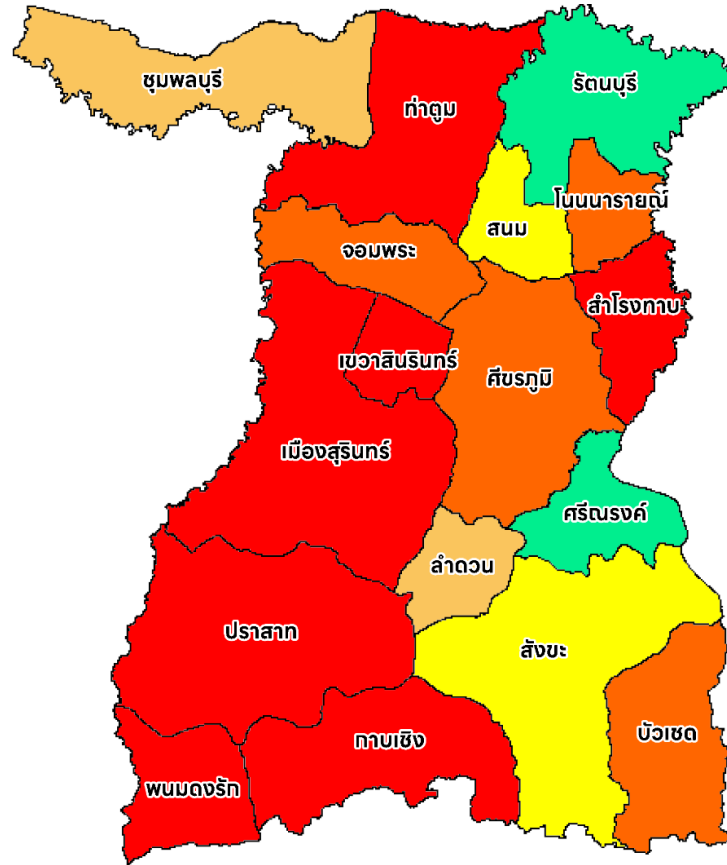 ชุมพลบุรี
ท่าตูม
รัตนบุรี
สนม
โนนนารายณ์
จอมพระ
สำโรงทาบ
เขวาสินรินทร์
ศีขรภูมิ
เมืองสุรินทร์
ศรีณรงค์
ลำดวน
ปราสาท
สังขะ
กาบเชิง
บัวเชด
พนมดงรัก